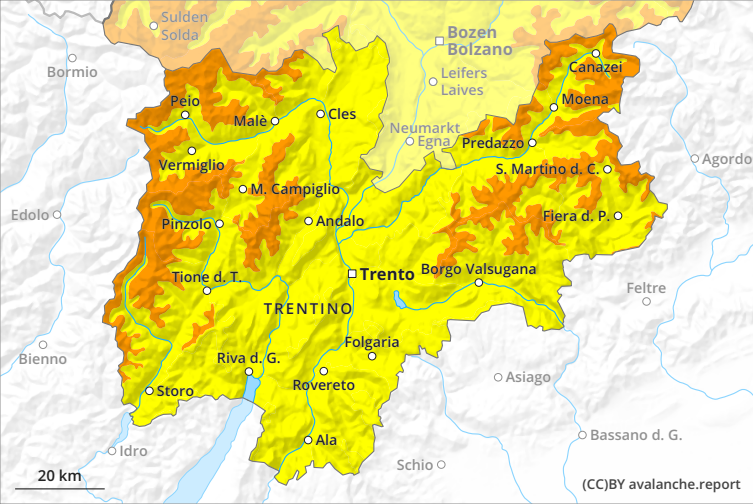 Sulden
Solda
Bozen
Bolzano
Bormio
Canazei
Leifers
Laives
Peio
Moena
Malè
Cles
Neumarkt
Egna
Predazzo
Vermiglio
Agordo
S. Martino d. C.
M. Campiglio
Edolo
Pinzolo
Andalo
Fiera d. P.
Trento
Borgo Valsugana
Tione d. T.
Feltre
TRENTINO
Folgaria
Bienno
Riva d. G.
Rovereto
Asiago
Storo
Ala
Bassano d. G.
Idro
Schio
20 km
(CC)BY avalanche.report